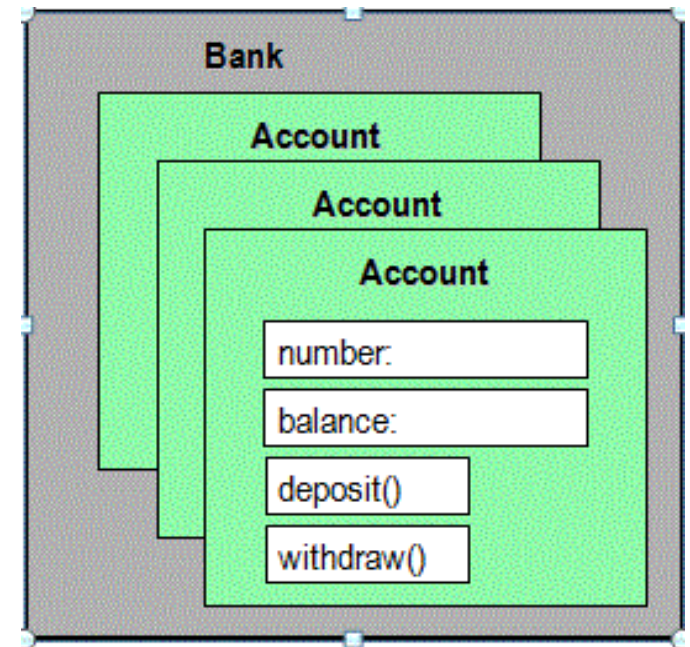 Bank
Account
Account
Account
number:
balance:
deposit()
withdraw()